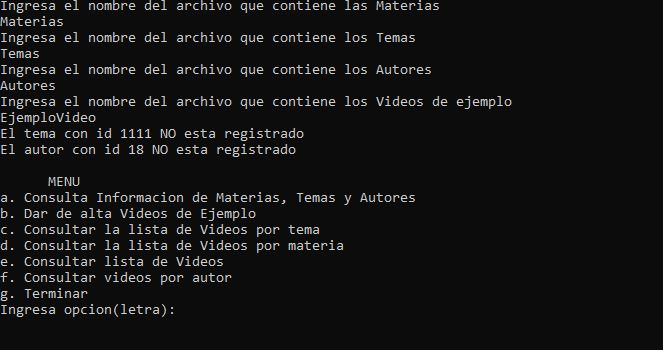 Ingresa el nombre del archivo que contiene las Materias
Materias
Ingresa el nombre del archivo que contiene los Temas
Temas
Ingresa el nombre del archivo que contiene los Autores
Autores
Ingresa el nombre del archivo que contiene los Videos de ejemplo
EjemploVideo
El tema con id 1111 NO esta registrado
El autor con id 18 NO esta registrado
MENU
a. Consulta Informacion de Materias, Temas y Autores
b. Dar de alta Videos de Ejemplo
c. Consultar la lista de Videos por tema
d. Consultar la lista de Videos por materia
e. Consultar lista de Videos
f. Consultar videos por autor
g. Terminar
Ingresa opcion(letra):